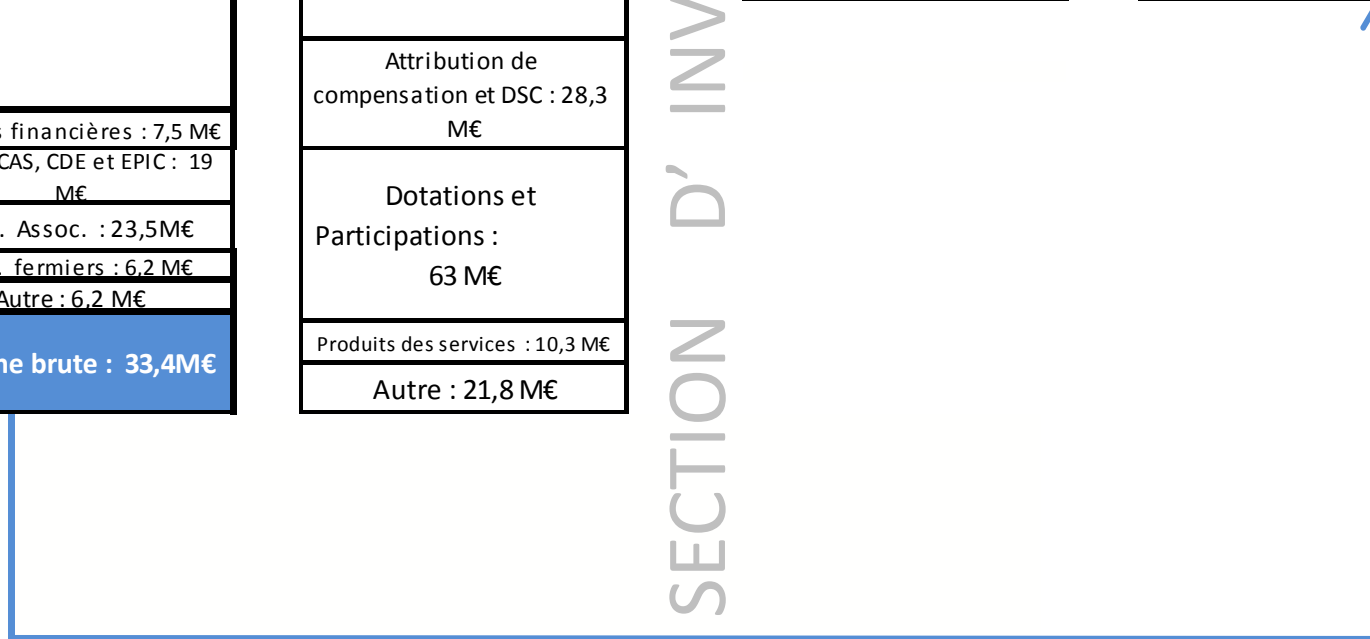 s financières : 7,5 M€
CAS, CDE et EPIC : 19
M€
. Assoc. : 23,5M€
. fermiers : 6,2 M€
Autre : 6,2 M€
ne brute : 33,4M€
Attribution de
compensation et DSC : 28,3
M€
Dotations et
Participations :
63 M€
Produits des services : 10,3 M€
Autre : 21,8 M€
SECTION D’ INV